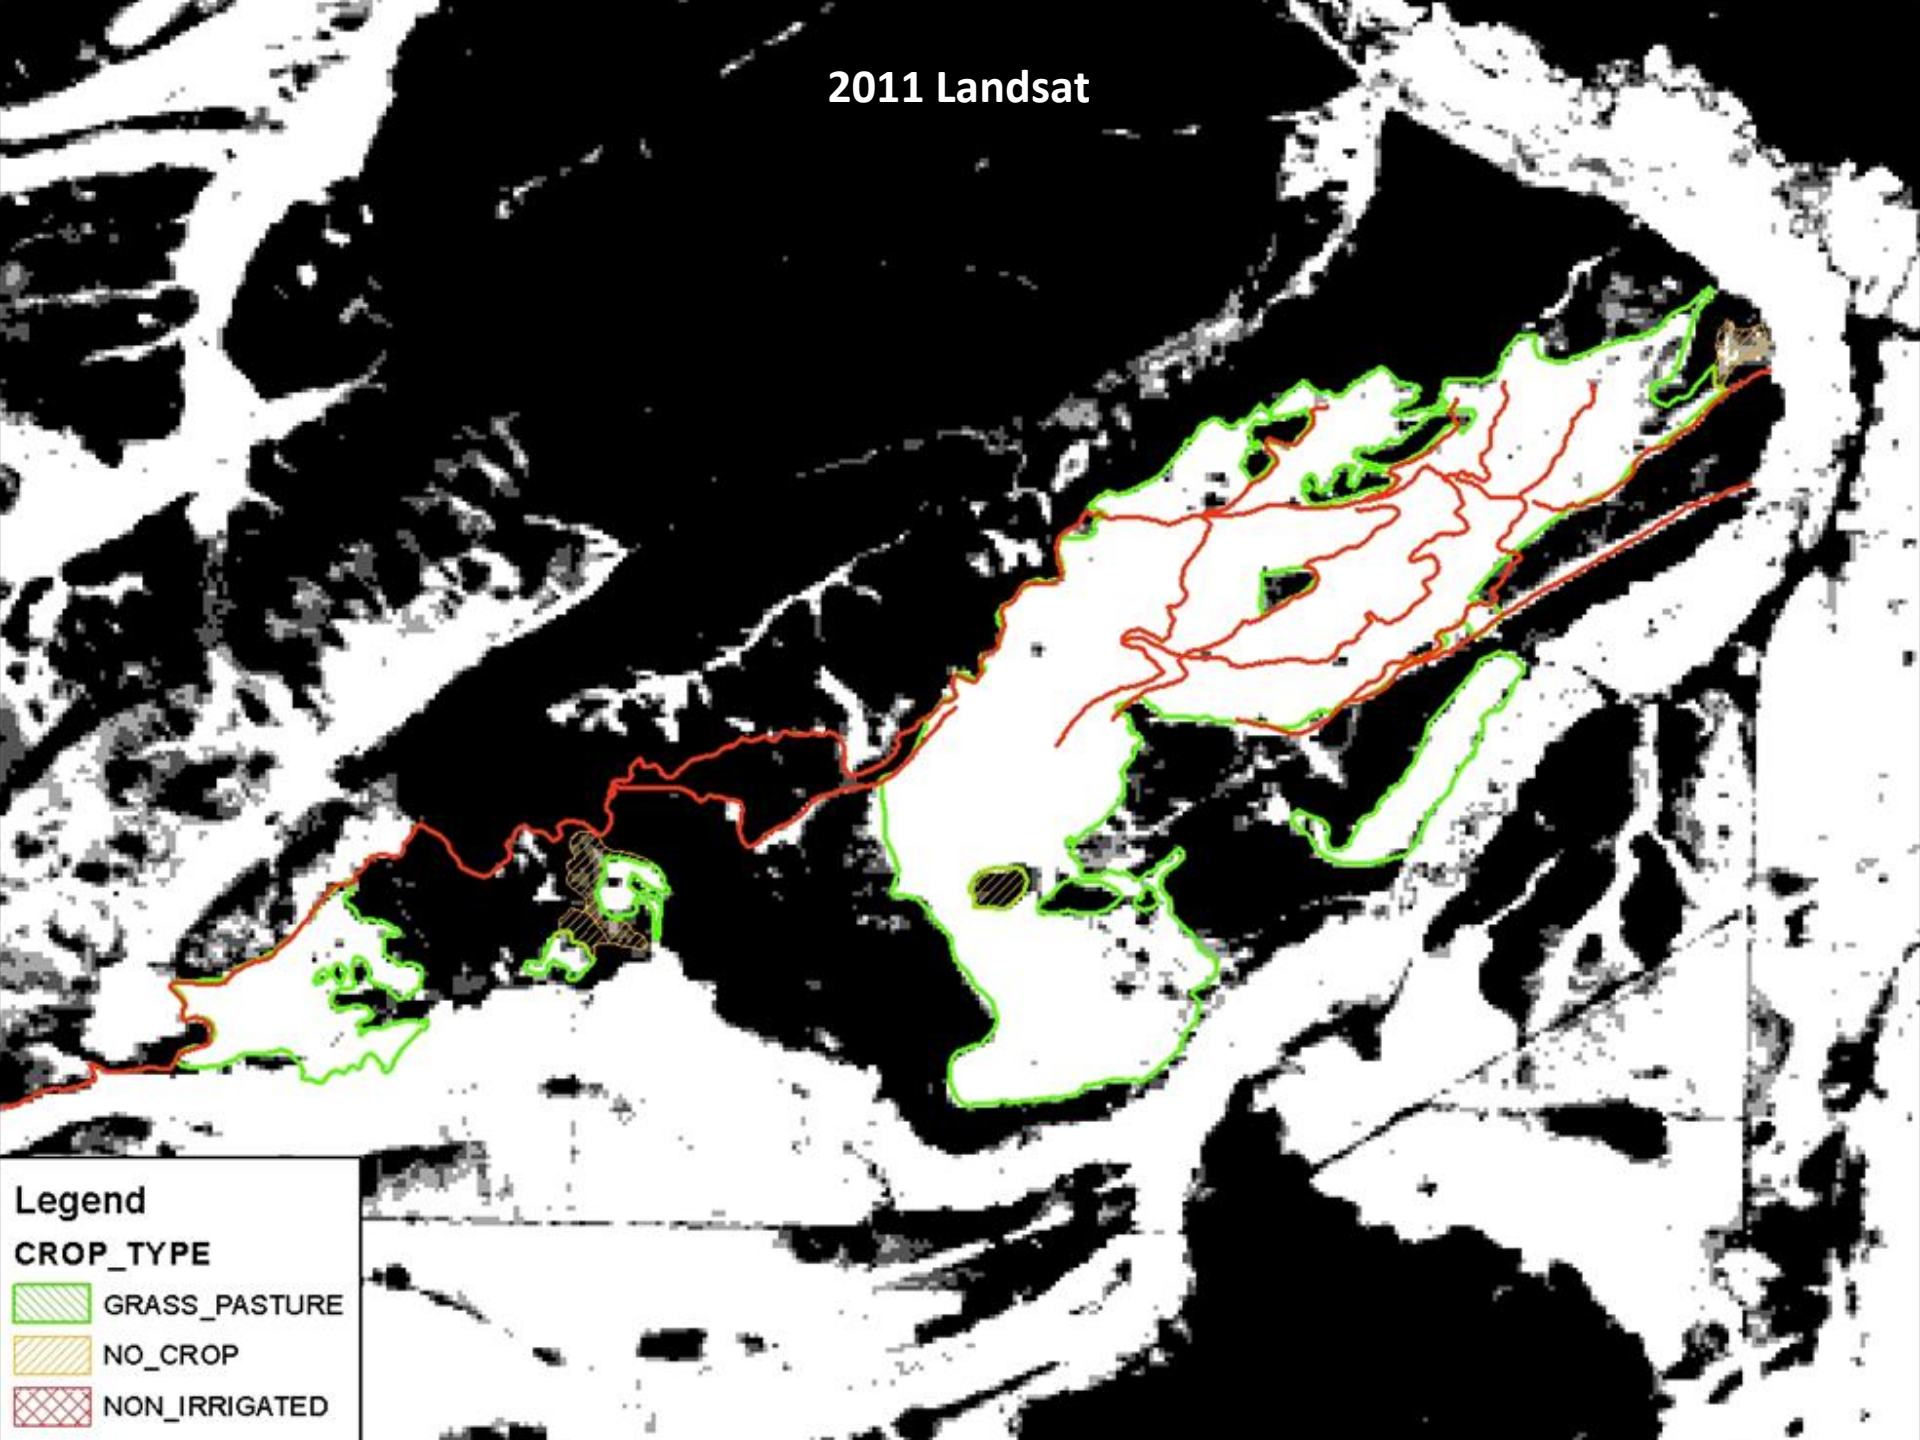 2011 Landsat
Legend
CROP_TYPE
GRASS_PASTURE
NO_CROP
NON_IRRIGATED